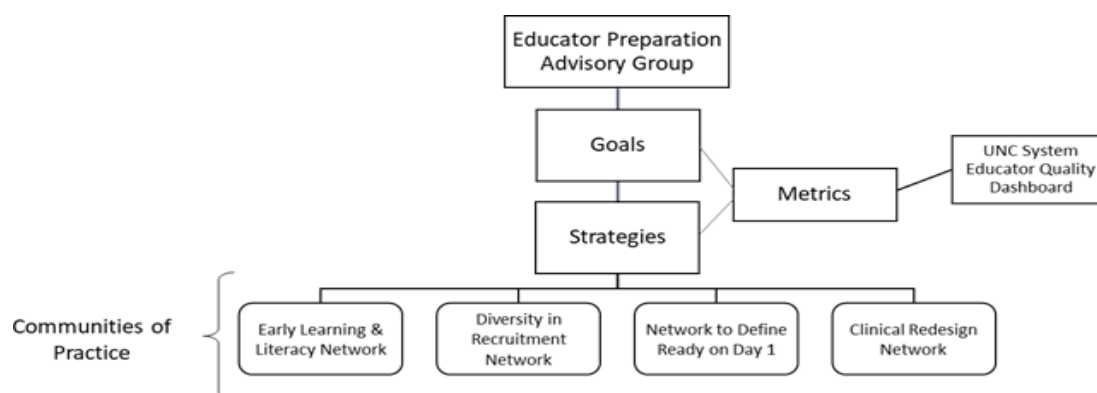 Educator Preparation
Advisory Group
Goals
UNC System
Educator Quality
Dashboard
Metrics
Strategies
Communities of
Practice
Early Learning &
Literacy Network
Diversity in
Recruitment
Network
Network to Define
Ready on Day 1
Clinical Redesign
Network